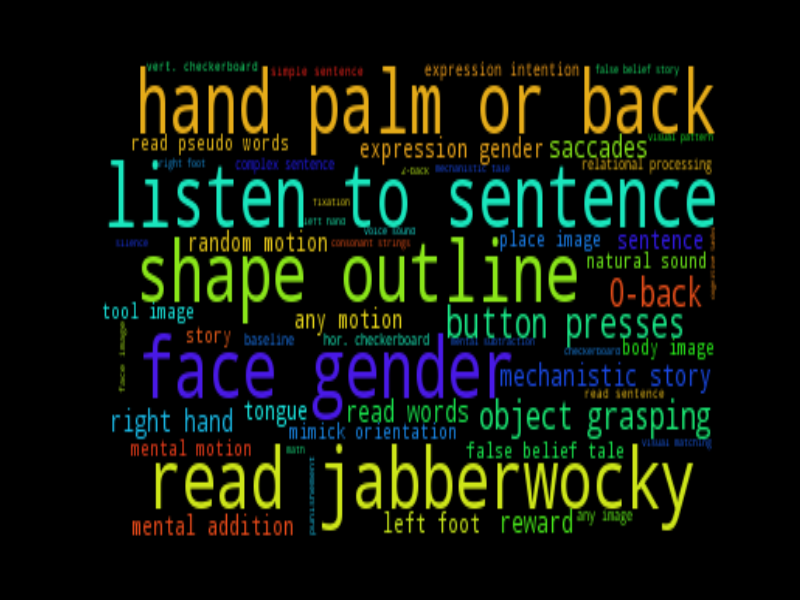 vert. checkerboard
simple sentence
expression intention
false belief story
hand palm or back
read pseudo words
expression gender
saccades
visual pattern
right foot
complex sentence
2-back
mechanistic tale
relational processing
listen to sentence
fixation
left hand
voice sound
silence
random motion
consonant strings
place image
sentence
shape outline
natural sound
0-back
tool image
any motion
button presses
story
baseline
hor. checkerboard
mental subtraction
checkerboard
body image
face image
face gender
mechanistic story
read sentence
right hand
tongue
read words
object grasping
mimick orientation
mental motion
math
false belief tale
visual matching
read jabberwocky
punishment
mental addition
left foot
reward
any image